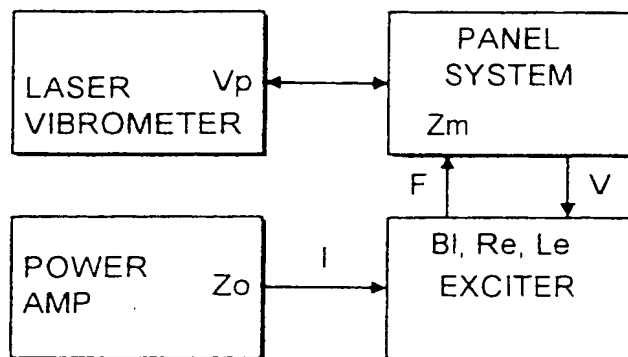 LASER
VIBROMETER
Vp
PANEL
SYSTEM
Zm
F
V
POWER
AMP
Zo
I
Bl, Re, Le
EXCITER